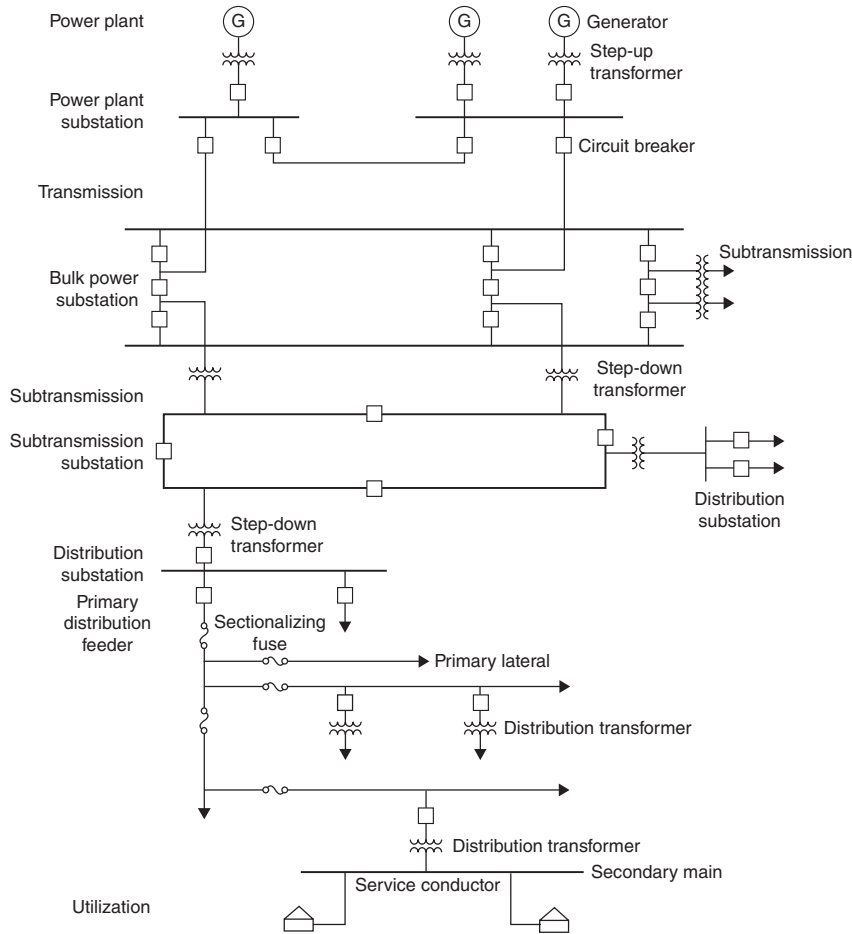 Power plant
G
G
G
Generator
Step-up
transformer
Power plant
substation
Circuit breaker
Transmission
Subtransmission
Bulk power
substation
Step-down
transformer
Subtransmission
Subtransmission
substation
Distribution
substation
Step-down
transformer
Distribution
substation
Primary
distribution
feeder
Sectionalizing
fuse
Primary lateral
Distribution transformer
Distribution transformer
Secondary main
Service conductor
Utilization